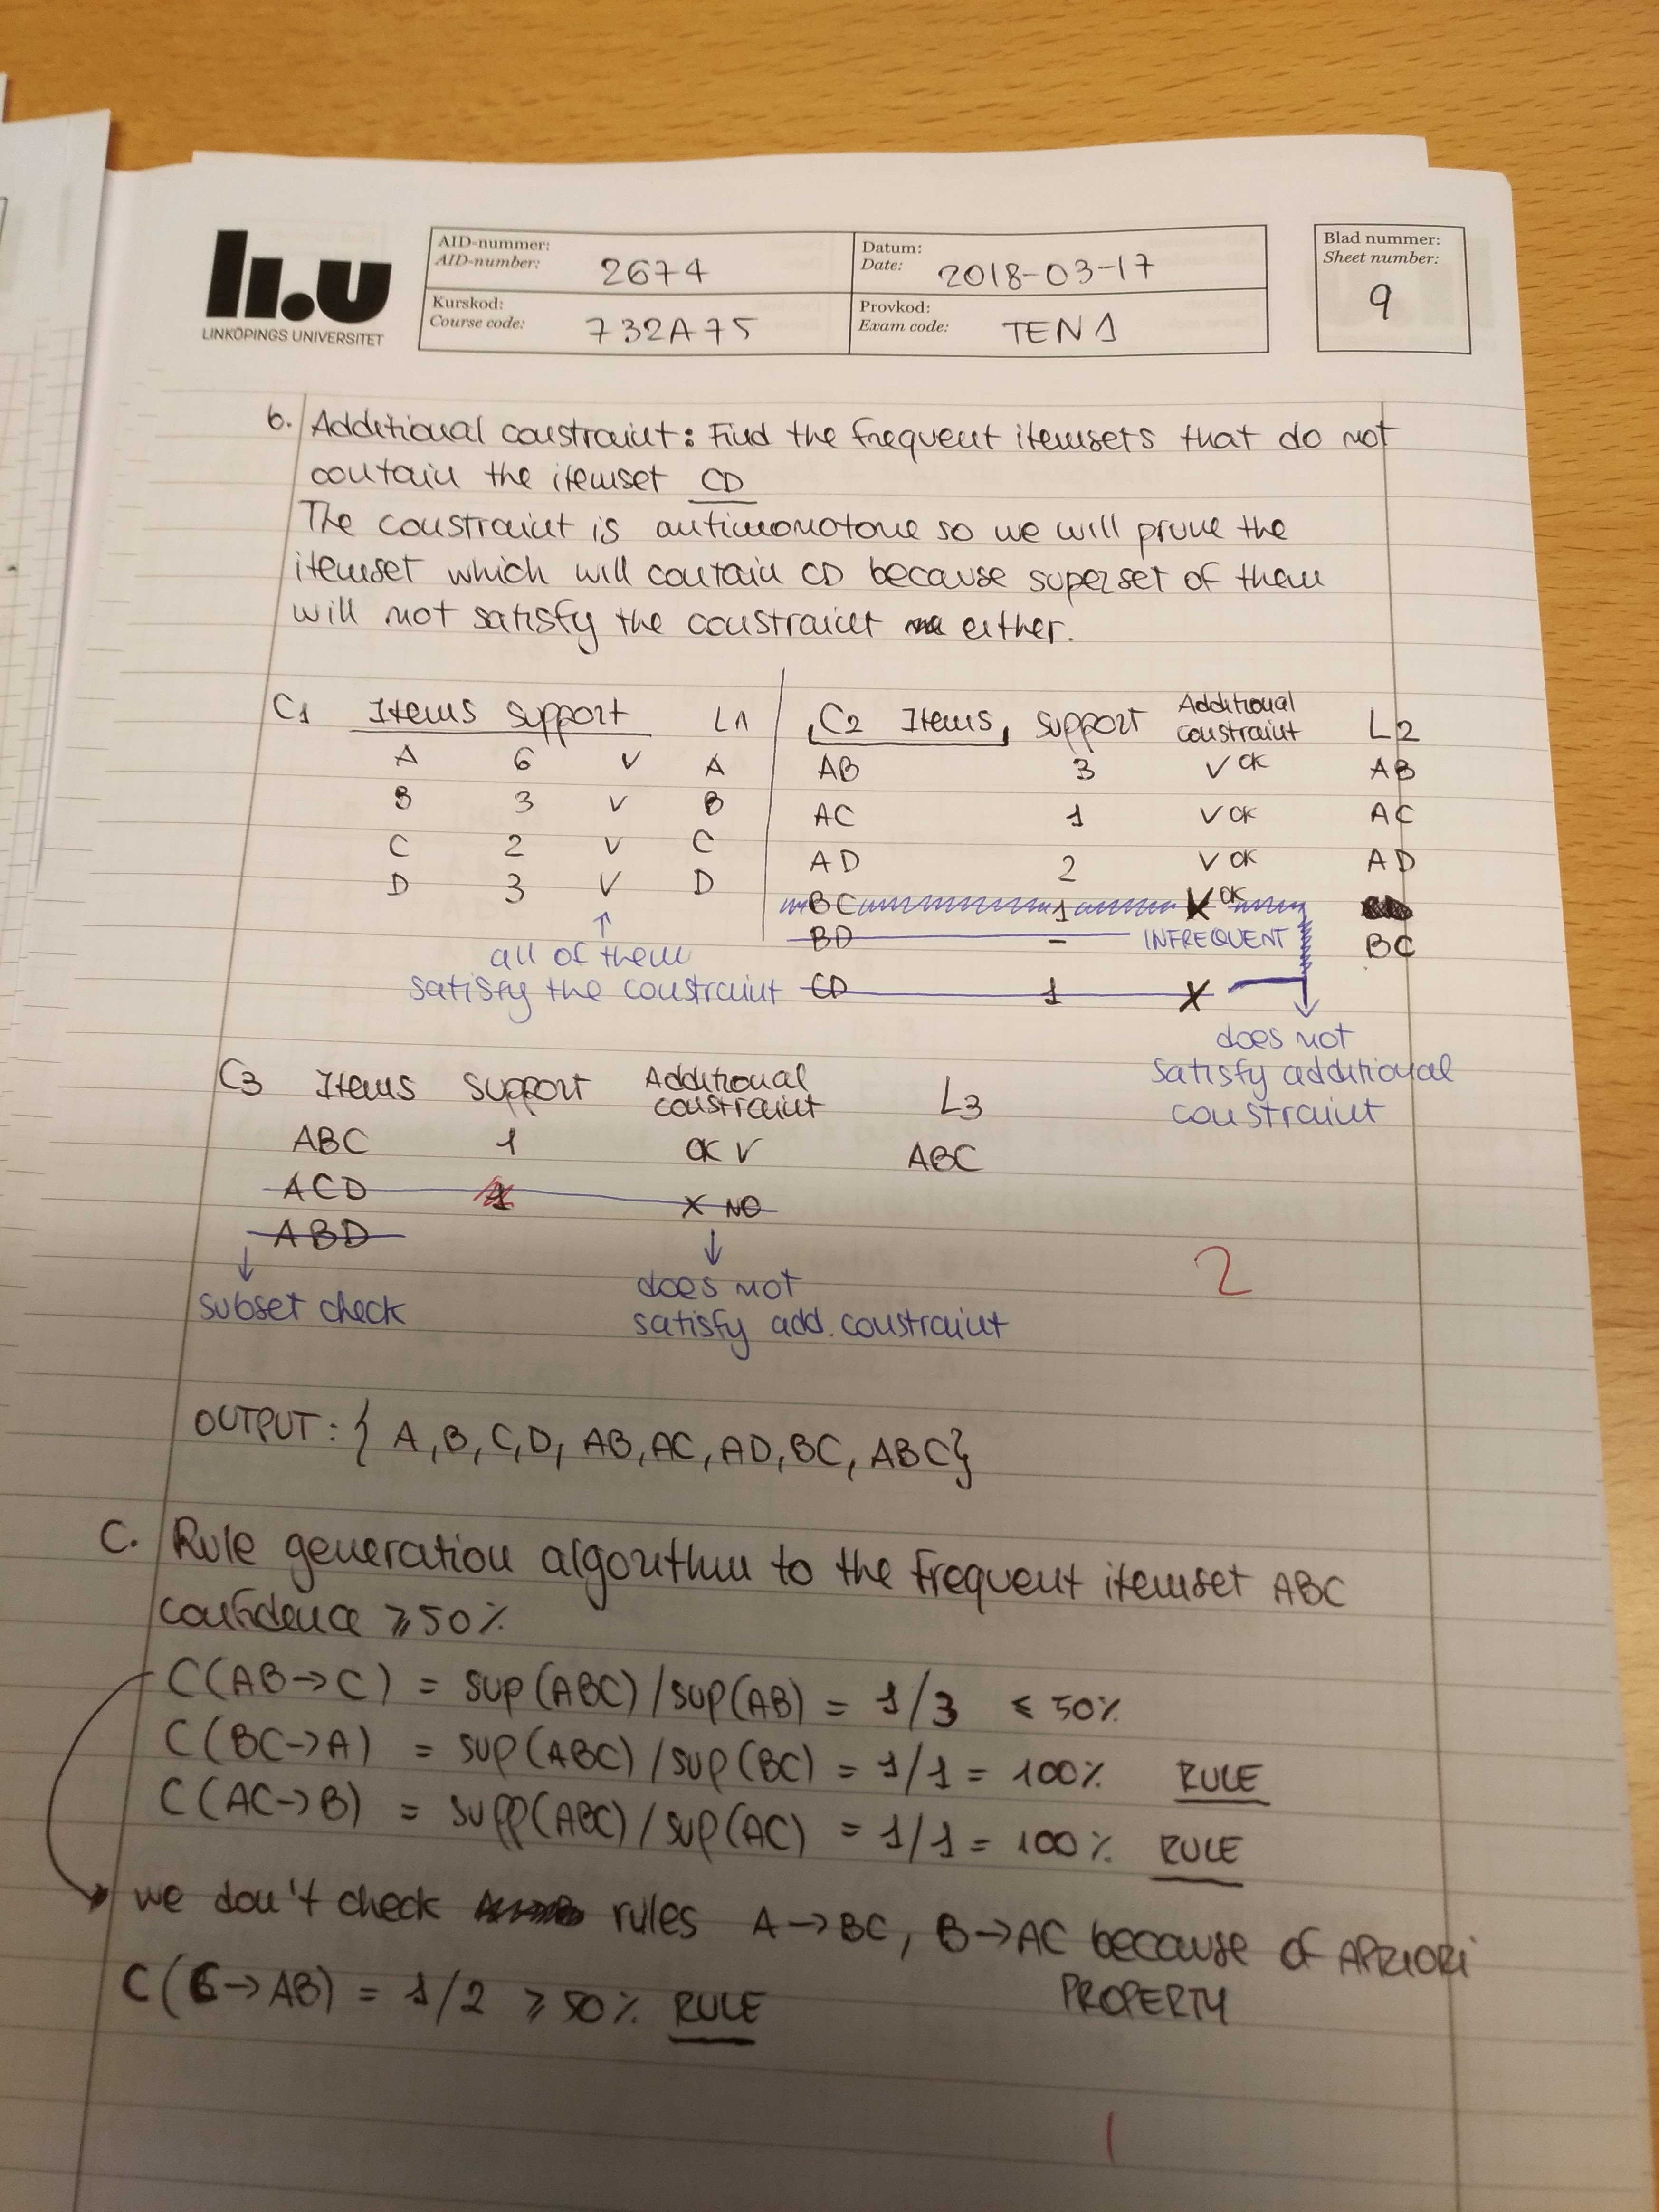 li.u
LINKÖPINGS UNIVERSITET
AID-nummer:
AID-number: 2674
Datum:
Date: 2018-03-17
Blad nummer:
Sheet number:
9
Kurskod:
Course code: 732A75
Provkod:
Exam code: TEN1
b. Additional constraint: Find the frequent itemsets that do not
contain the itemset CD
The constraint is antimonotone so we will prune the
itemset which will contain CD because superset of them
will not satisfy the constraint either.
C1 Items Support L1
A 6 V A
B 3 V B
C 2 V C
D 3 V D
↑
all of them
satisfy the constraint
C2 Items Support Additional constraint L2
AB 3 V OK AB
AC 1 V OK AC
AD 2 V OK AD
BC 1 V OK
BD - INFREQUENT BC
CD 1 X
does not
satisfy additional
constraint
C3 Items Support Additional constraint L3
ABC 1 OK V ABC
ACD 1 X NO
ABD
subset check
does not
satisfy add. constraint
2
OUTPUT: { A, B, C, D, AB, AC, AD, BC, ABC}
C. Rule generation algorithm to the frequent itemset ABC
confidence ⩾ 50%
C(AB→C) = sup(ABC)/sup(AB) = 1/3 ⩽ 50%
C(BC→A) = sup(ABC)/sup(BC) = 1/1 = 100% RULE
C(AC→B) = supp(ABC)/sup(AC) = 1/1 = 100% RULE
we don't check rules A→BC, B→AC because of APRIORI
PROPERTY
C(C→AB) = 1/2 ⩾ 50% RULE
1